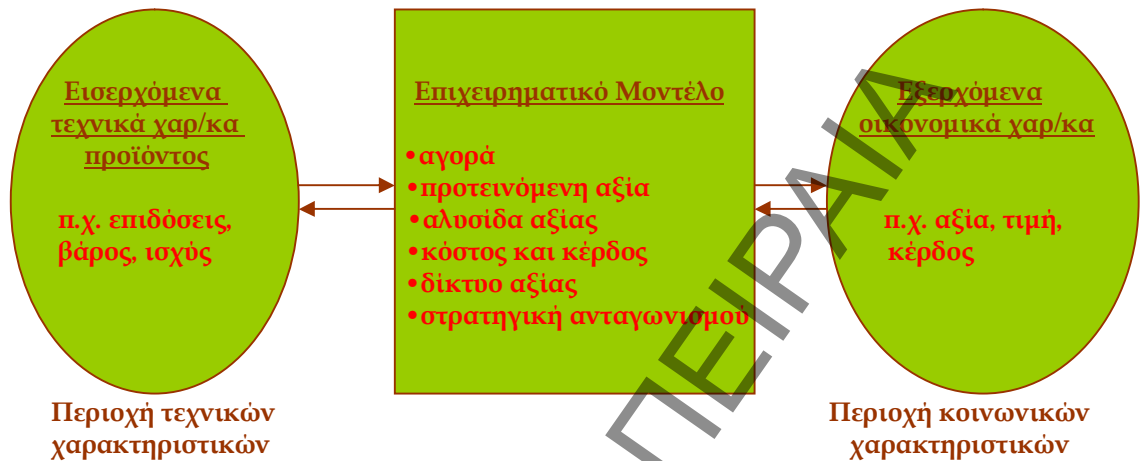 Εισερχόμενα
τεχνικά χαρ/κα
προϊόντος
π.χ. επιδόσεις,
βάρος, ισχύς
Περιοχή τεχνικών
χαρακτηριστικών
Επιχειρηματικό Μοντέλο
•αγορά
•προτεινόμενη αξία
•αλυσίδα αξίας
•κόστος και κέρδος
•δίκτυο αξίας
•στρατηγική ανταγωνισμού
Εξερχόμενα
οικονομικά χαρ/κα
π.χ. αξία, τιμή,
κέρδος
Περιοχή κοινωνικών
χαρακτηριστικών
ΠΕΙΡΑΙΑ